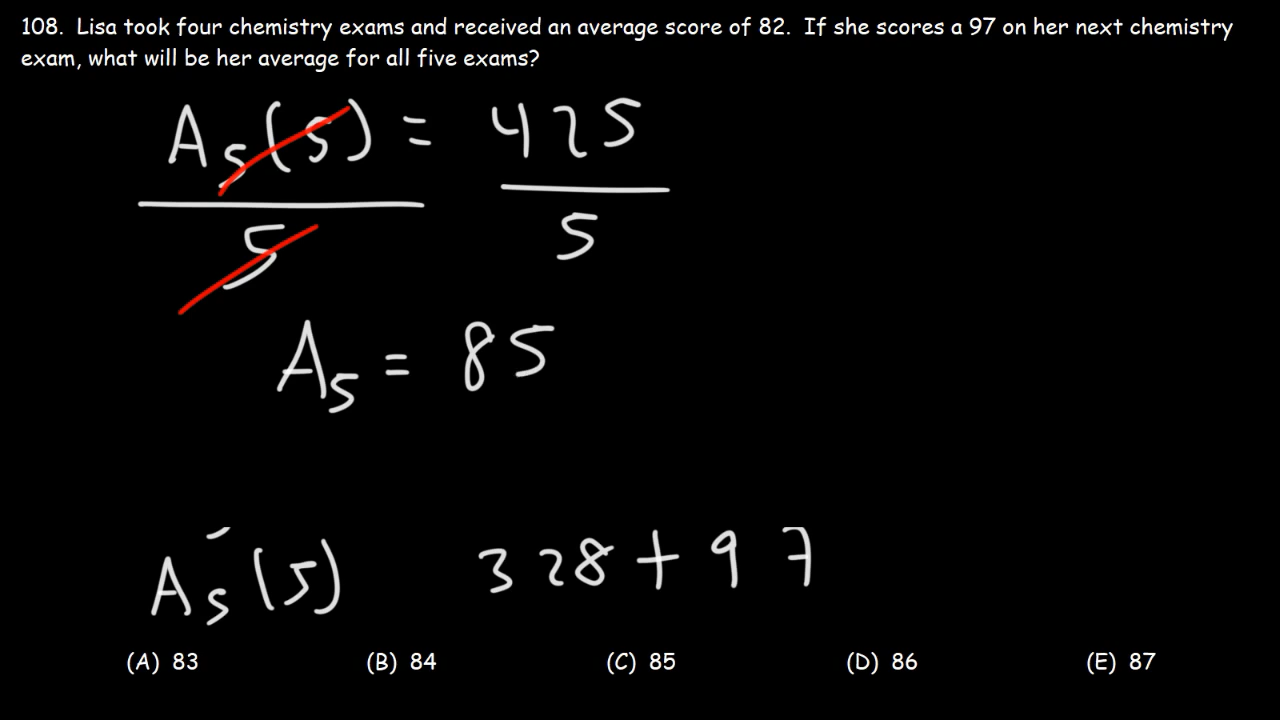 108. Lisa took four chemistry exams and received an average score of 82. If she scores a 97 on her next chemistry
exam, what will be her average for all five exams?
A₅(5) = 425
5 5
A₅ = 85
A₅(5) 328 + 97
(A) 83 (B) 84 (C) 85 (D) 86 (E) 87